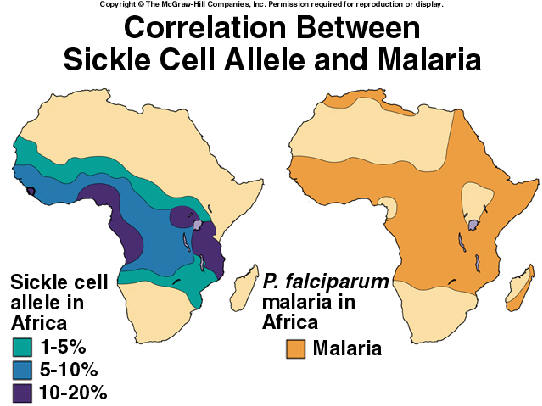 Copyright © The McGraw-Hill Companies, Inc. Permission required for reproduction or display.
Correlation Between
Sickle Cell Allele and Malaria
Sickle cell
allele in
Africa
1-5%
5-10%
10-20%
P. falciparum
malaria in
Africa
Malaria